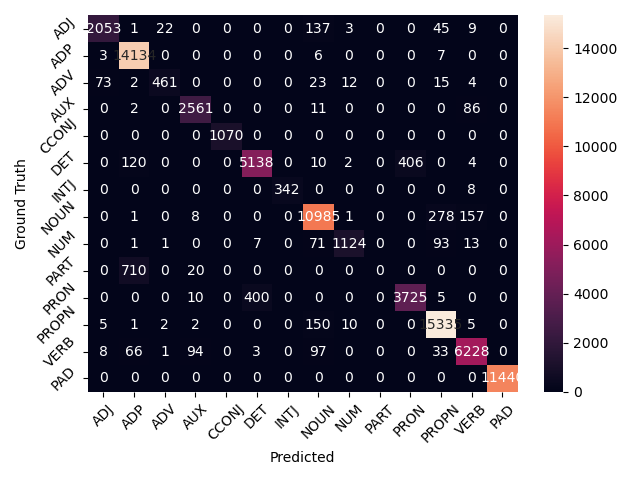 ADJ 2053 1 22 0 0 0 0 137 3 0 0 45 9 0
ADP 3 14134 0 0 0 0 0 6 0 0 0 7 0 0
ADV 73 2 461 0 0 0 0 23 12 0 0 15 4 0
AUX 0 2 0 2561 0 0 0 11 0 0 0 0 86 0
CCONJ 0 0 0 0 1070 0 0 0 0 0 0 0 0 0
DET 0 120 0 0 0 5138 0 10 2 0 406 0 4 0
INTJ 0 0 0 0 0 0 342 0 0 0 0 0 8 0
NOUN 0 1 0 8 0 0 0 10985 1 0 0 278 157 0
NUM 0 1 1 0 0 7 0 71 1124 0 0 93 13 0
PART 0 710 0 20 0 0 0 0 0 0 0 0 0 0
PRON 0 0 0 10 0 400 0 0 0 0 3725 5 0 0
PROPN 5 1 2 2 0 0 0 150 10 0 0 15335 5 0
VERB 8 66 1 94 0 3 0 97 0 0 0 33 6228 0
PAD 0 0 0 0 0 0 0 0 0 0 0 0 0
ADJ ADP ADV AUX CCONJ DET INTJ NOUN NUM PART PRON PROPN VERB PAD
Predicted
Ground Truth
14000
12000
10000
8000
6000
4000
2000
0